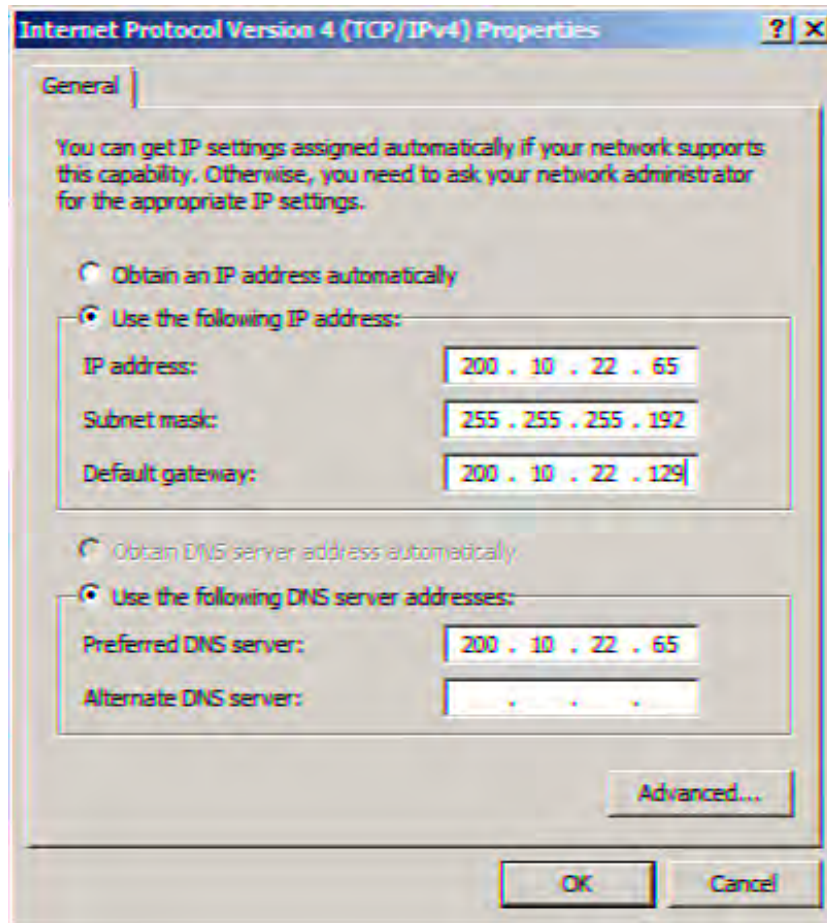 Internet Protocol Version 4 (TCP/IPv4) Properties
General
You can get IP settings assigned automatically if your network supports
this capability. Otherwise, you need to ask your network administrator
for the appropriate IP settings.
Obtain an IP address automatically
Use the following IP address:
IP address: 200 . 10 . 22 . 65
Subnet mask: 255 . 255 . 255 . 192
Default gateway: 200 . 10 . 22 . 129
Obtain DNS server address automatically
Use the following DNS server addresses:
Preferred DNS server: 200 . 10 . 22 . 65
Alternate DNS server: . . .
Advanced...
OK Cancel